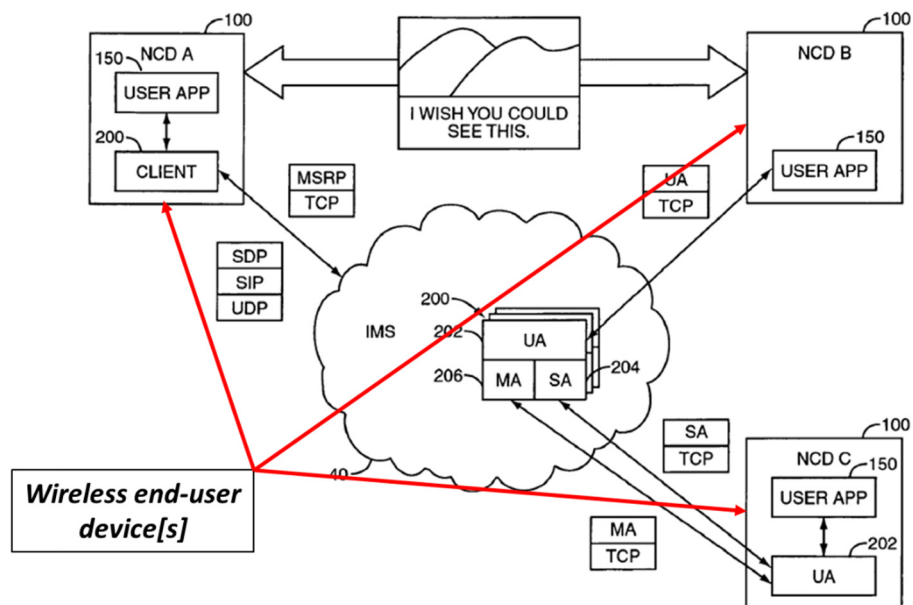 100
NCD A
150
USER APP
200
CLIENT
I WISH YOU COULD
SEE THIS.
100
NCD B
150
USER APP
MSRP
TCP
UA
TCP
SDP
SIP
UDP
IMS
200
202
UA
206
MA
SA
204
40
SA
TCP
MA
TCP
100
NCD C
150
USER APP
202
UA
Wireless end-user
device[s]